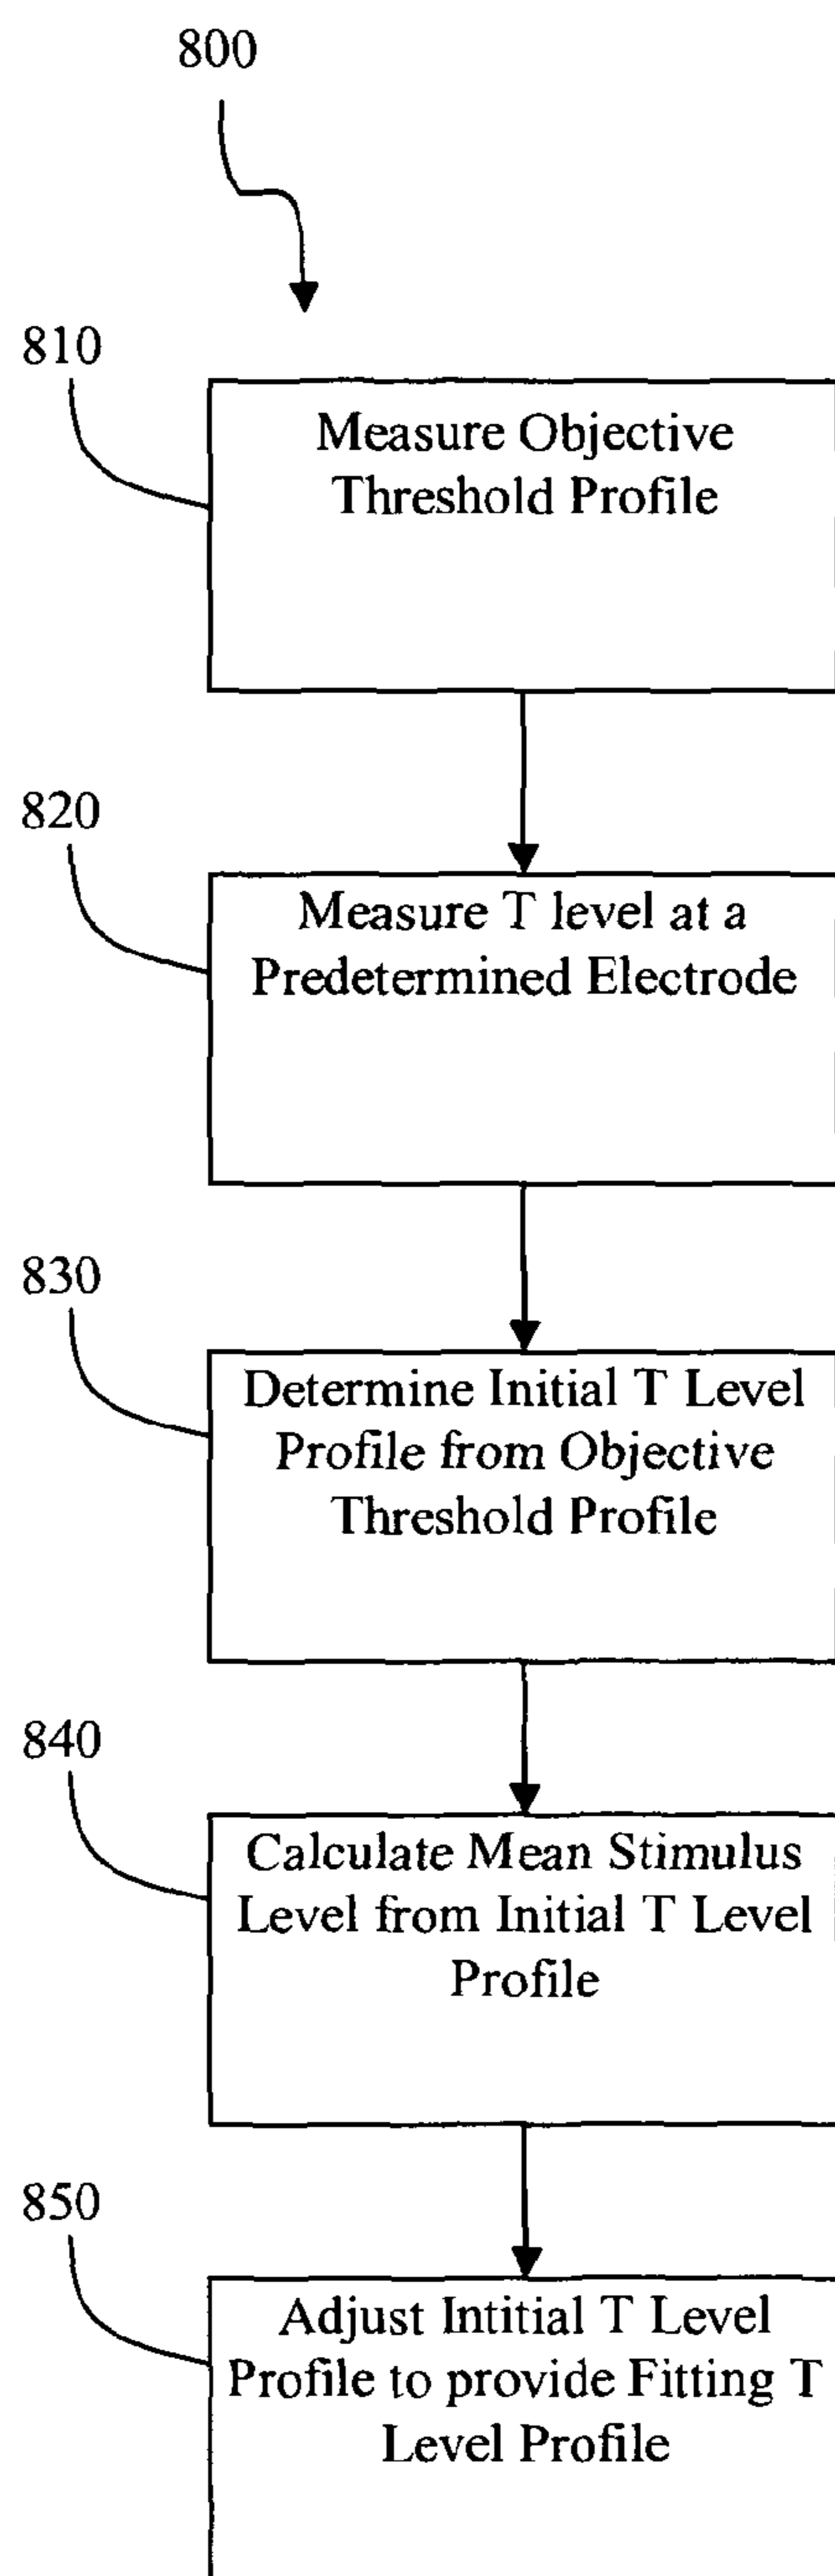 800
810
Measure Objective
Threshold Profile
820
Measure T level at a
Predetermined Electrode
830
Determine Initial T Level
Profile from Objective
Threshold Profile
840
Calculate Mean Stimulus
Level from Initial T Level
Profile
850
Adjust Intitial T Level
Profile to provide Fitting T
Level Profile